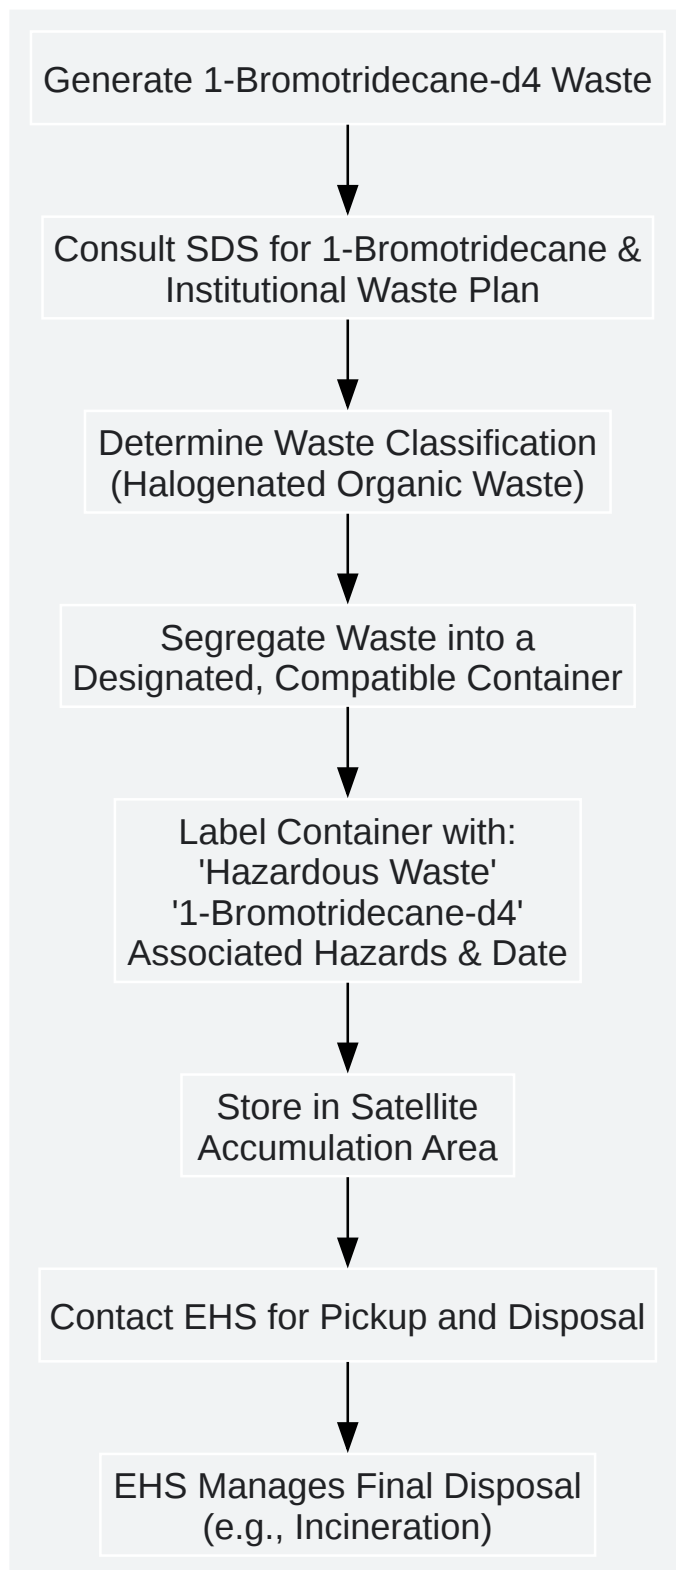 Generate 1-Bromotridecane-d4 Waste
Consult SDS for 1-Bromotridecane &
Institutional Waste Plan
Determine Waste Classification
(Halogenated Organic Waste)
Segregate Waste into a
Designated, Compatible Container
Label Container with:
'Hazardous Waste'
'1-Bromotridecane-d4'
Associated Hazards & Date
Store in Satellite
Accumulation Area
Contact EHS for Pickup and Disposal
EHS Manages Final Disposal
(e.g., Incineration)